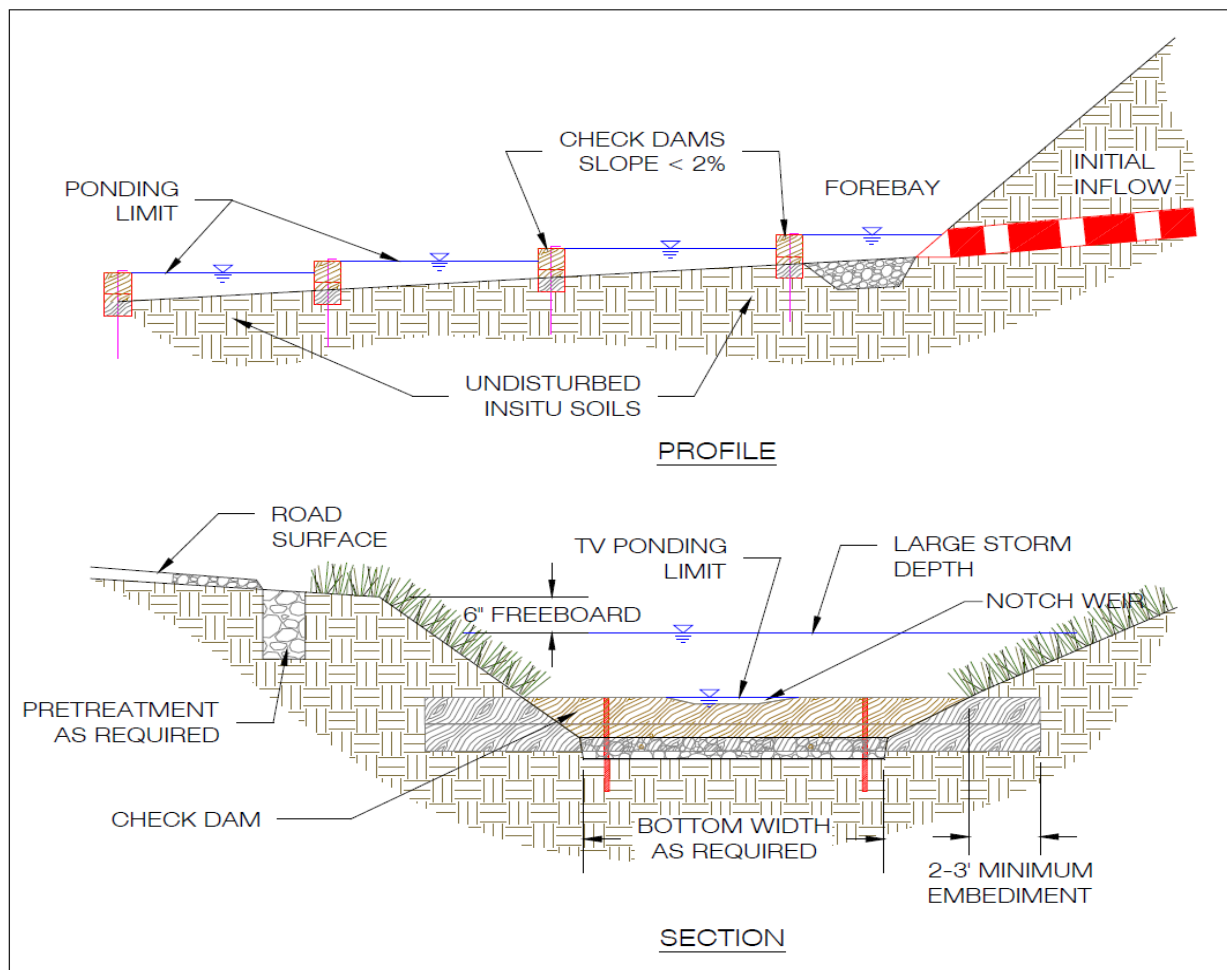 CHECK DAMS
SLOPE < 2%
PONDING
LIMIT
FOREBAY
INITIAL
INFLOW
UNDISTURBED
INSITU SOILS
PROFILE
ROAD
SURFACE
TV PONDING
LIMIT
LARGE STORM
DEPTH
6" FREEBOARD
NOTCH WEIR
PRETREATMENT
AS REQUIRED
CHECK DAM
BOTTOM WIDTH
AS REQUIRED
2-3' MINIMUM
EMBEDIMENT
SECTION